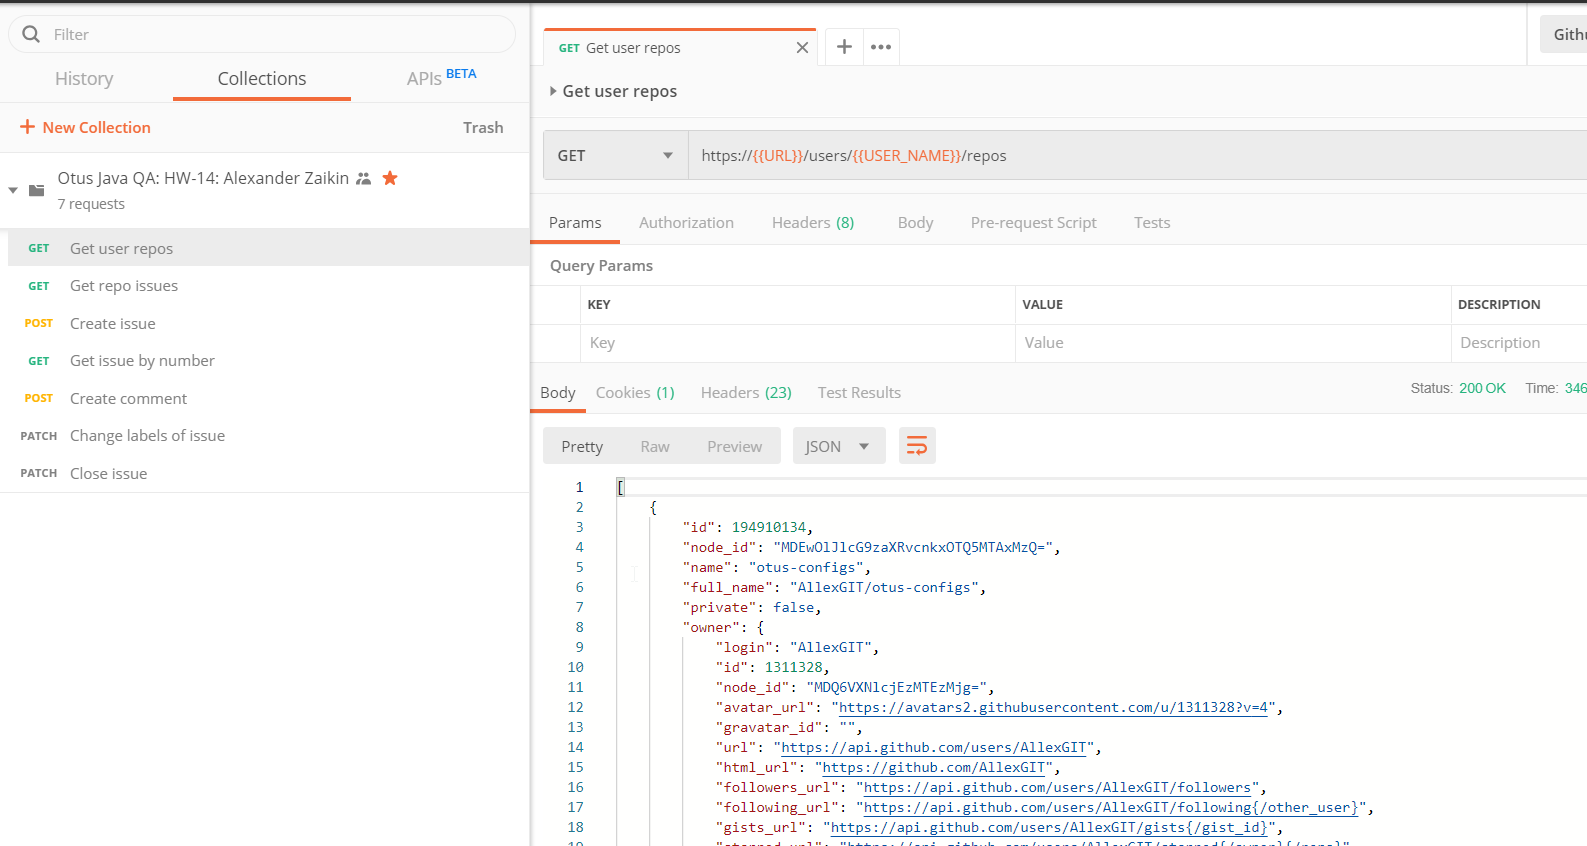 Filter
History Collections APIs BETA
+ New Collection Trash
Otus Java QA: HW-14: Alexander Zaikin
7 requests
GET Get user repos
GET Get repo issues
POST Create issue
GET Get issue by number
POST Create comment
PATCH Change labels of issue
PATCH Close issue
GET Get user repos
Get user repos
GET https://{{URL}}/users/{{USER_NAME}}/repos
Params Authorization Headers (8) Body Pre-request Script Tests
Query Params
KEY VALUE DESCRIPTION
Key Value Description
Body Cookies (1) Headers (23) Test Results Status: 200 OK Time: 346
Pretty Raw Preview JSON
1 [
2 {
3 "id": 194910134,
4 "node_id": "MDEwOlJlcG9zaXRvcnkxOTQ5MTAxMzQ=",
5 "name": "otus-configs",
6 "full_name": "AllexGIT/otus-configs",
7 "private": false,
8 "owner": {
9 "login": "AllexGIT",
10 "id": 1311328,
11 "node_id": "MDQ6VXNlcjEzMTEzMjg=",
12 "avatar_url": "https://avatars2.githubusercontent.com/u/1311328?v=4",
13 "gravatar_id": "",
14 "url": "https://api.github.com/users/AllexGIT",
15 "html_url": "https://github.com/AllexGIT",
16 "followers_url": "https://api.github.com/users/AllexGIT/followers",
17 "following_url": "https://api.github.com/users/AllexGIT/following{/other_user}",
18 "gists_url": "https://api.github.com/users/AllexGIT/gists{/gist_id}",